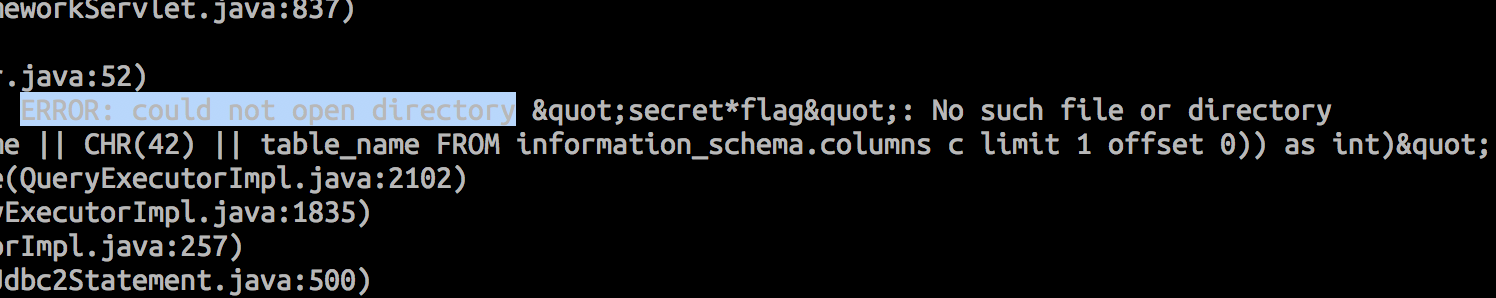 neworkServlet.java:837)
r.java:52)
ERROR: could not open directory &quot;secret*flag&quot;: No such file or directory
me || CHR(42) || table_name FROM information_schema.columns c limit 1 offset 0)) as int)&quot;
e(QueryExecutorImpl.java:2102)
yExecutorImpl.java:1835)
orImpl.java:257)
Jdbc2Statement.java:500)